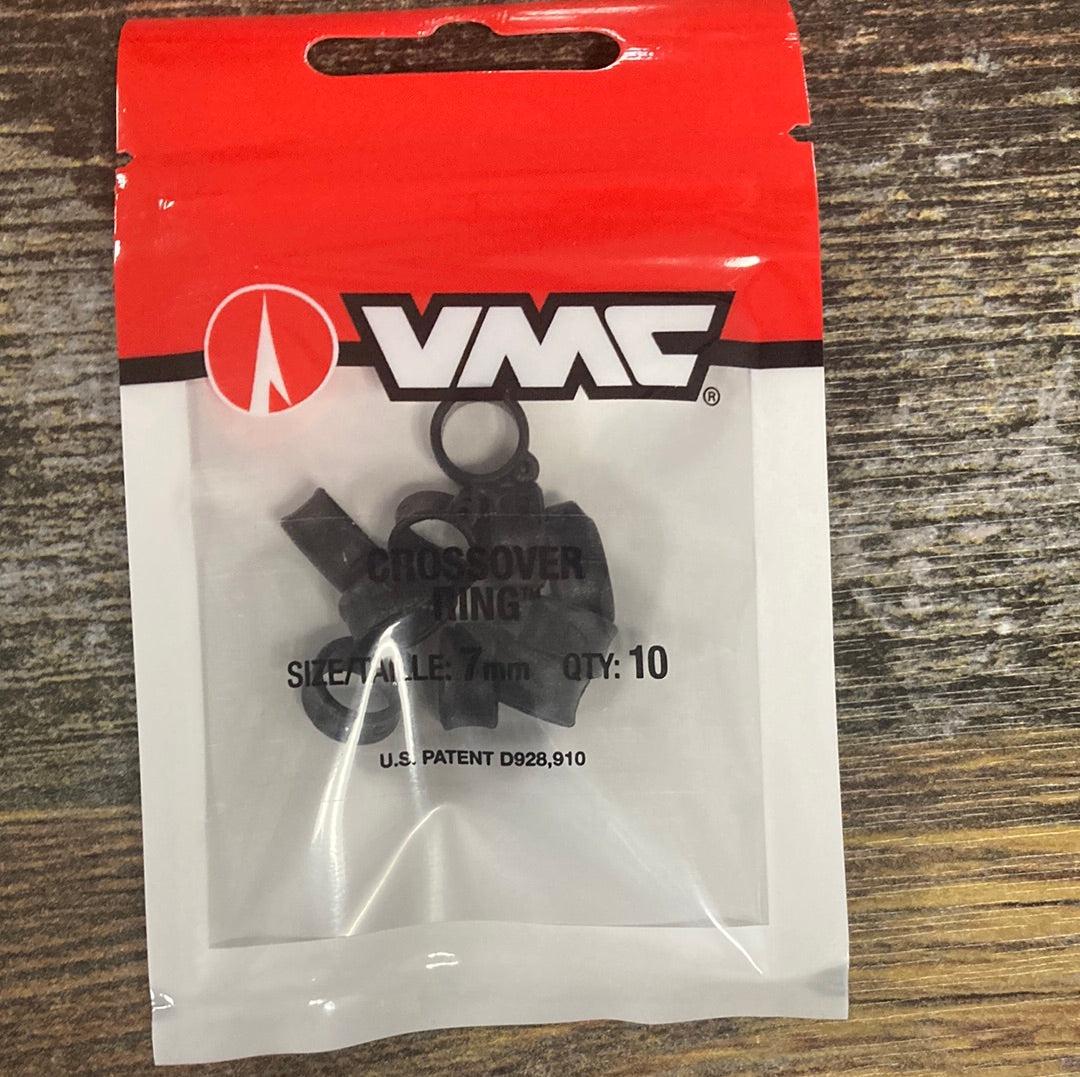 VMC®
CROSSOVER
RING™
SIZE/TAILLE: 7mm QTY: 10
U.S. PATENT D928,910